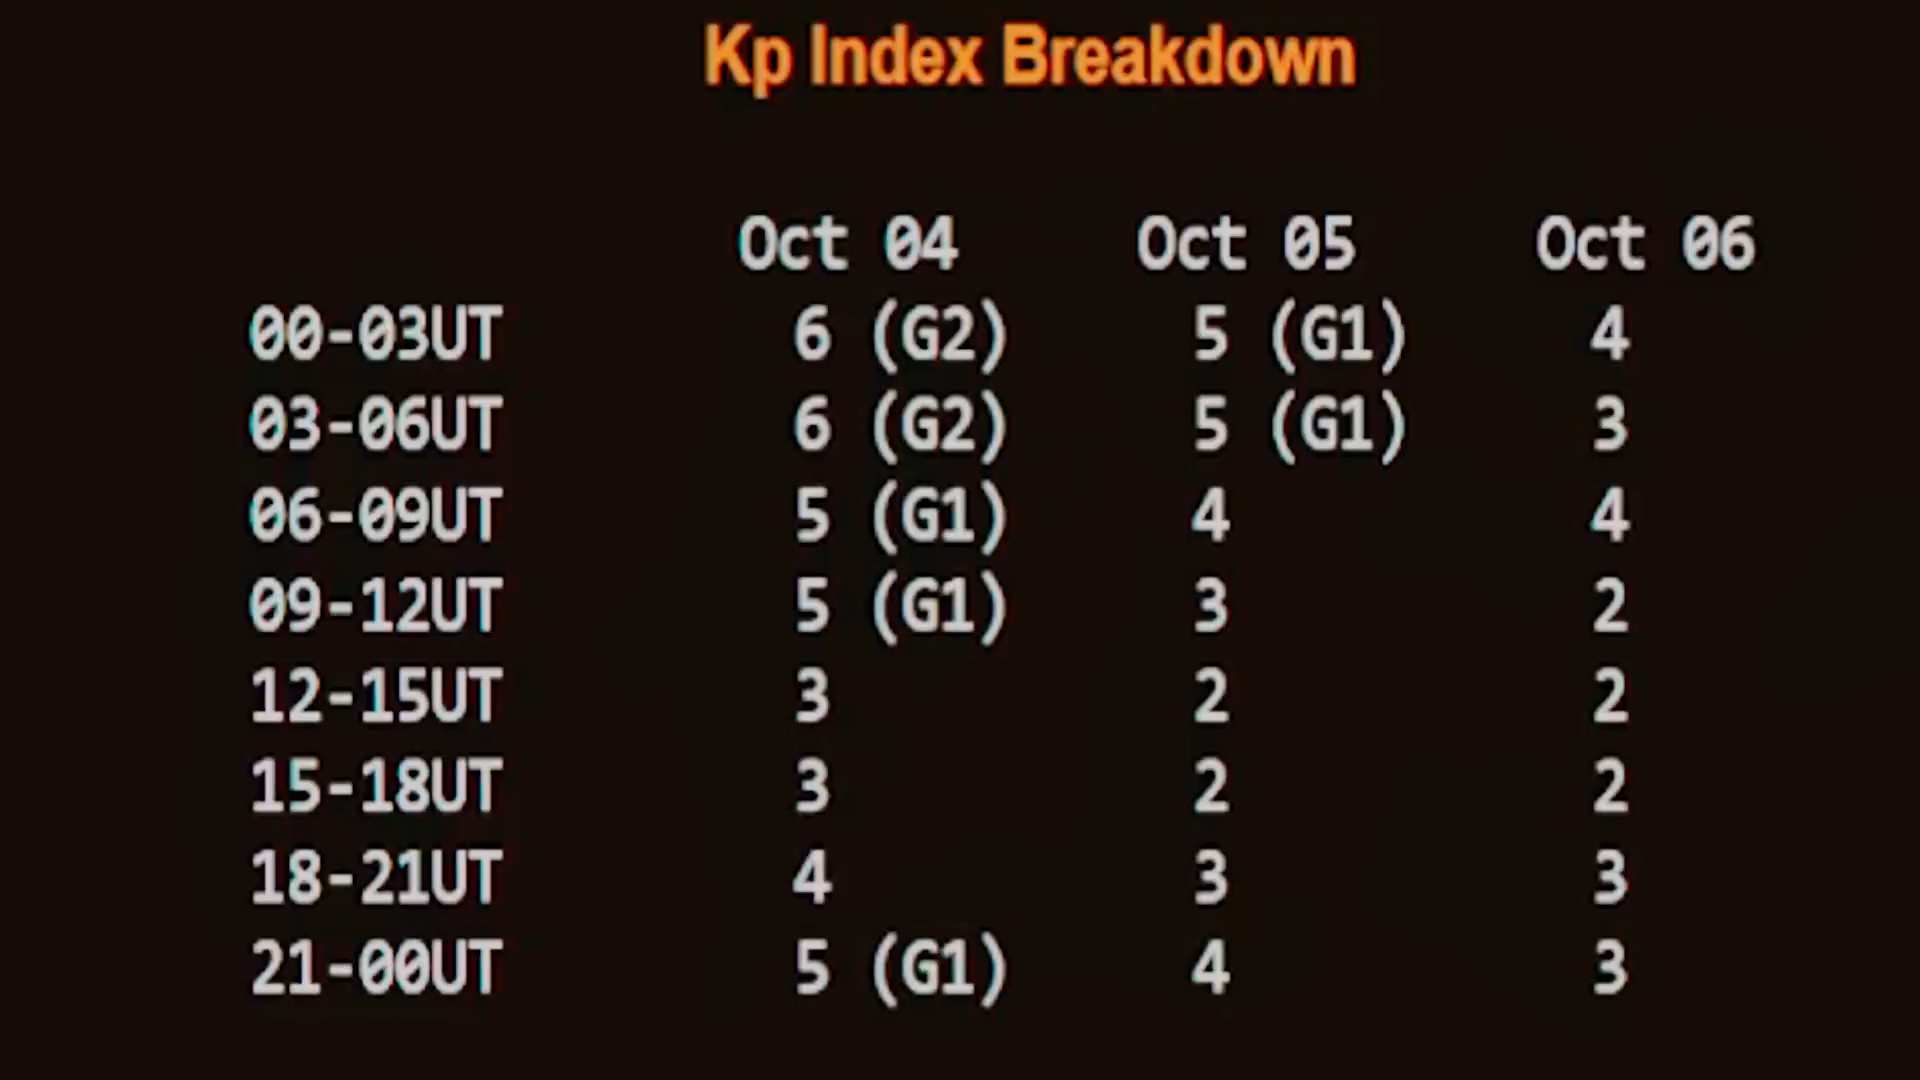 Kp Index Breakdown
Oct 04 Oct 05 Oct 06
00-03UT 6 (G2) 5 (G1) 4
03-06UT 6 (G2) 5 (G1) 3
06-09UT 5 (G1) 4 4
09-12UT 5 (G1) 3 2
12-15UT 3 2 2
15-18UT 3 2 2
18-21UT 4 3 3
21-00UT 5 (G1) 4 3